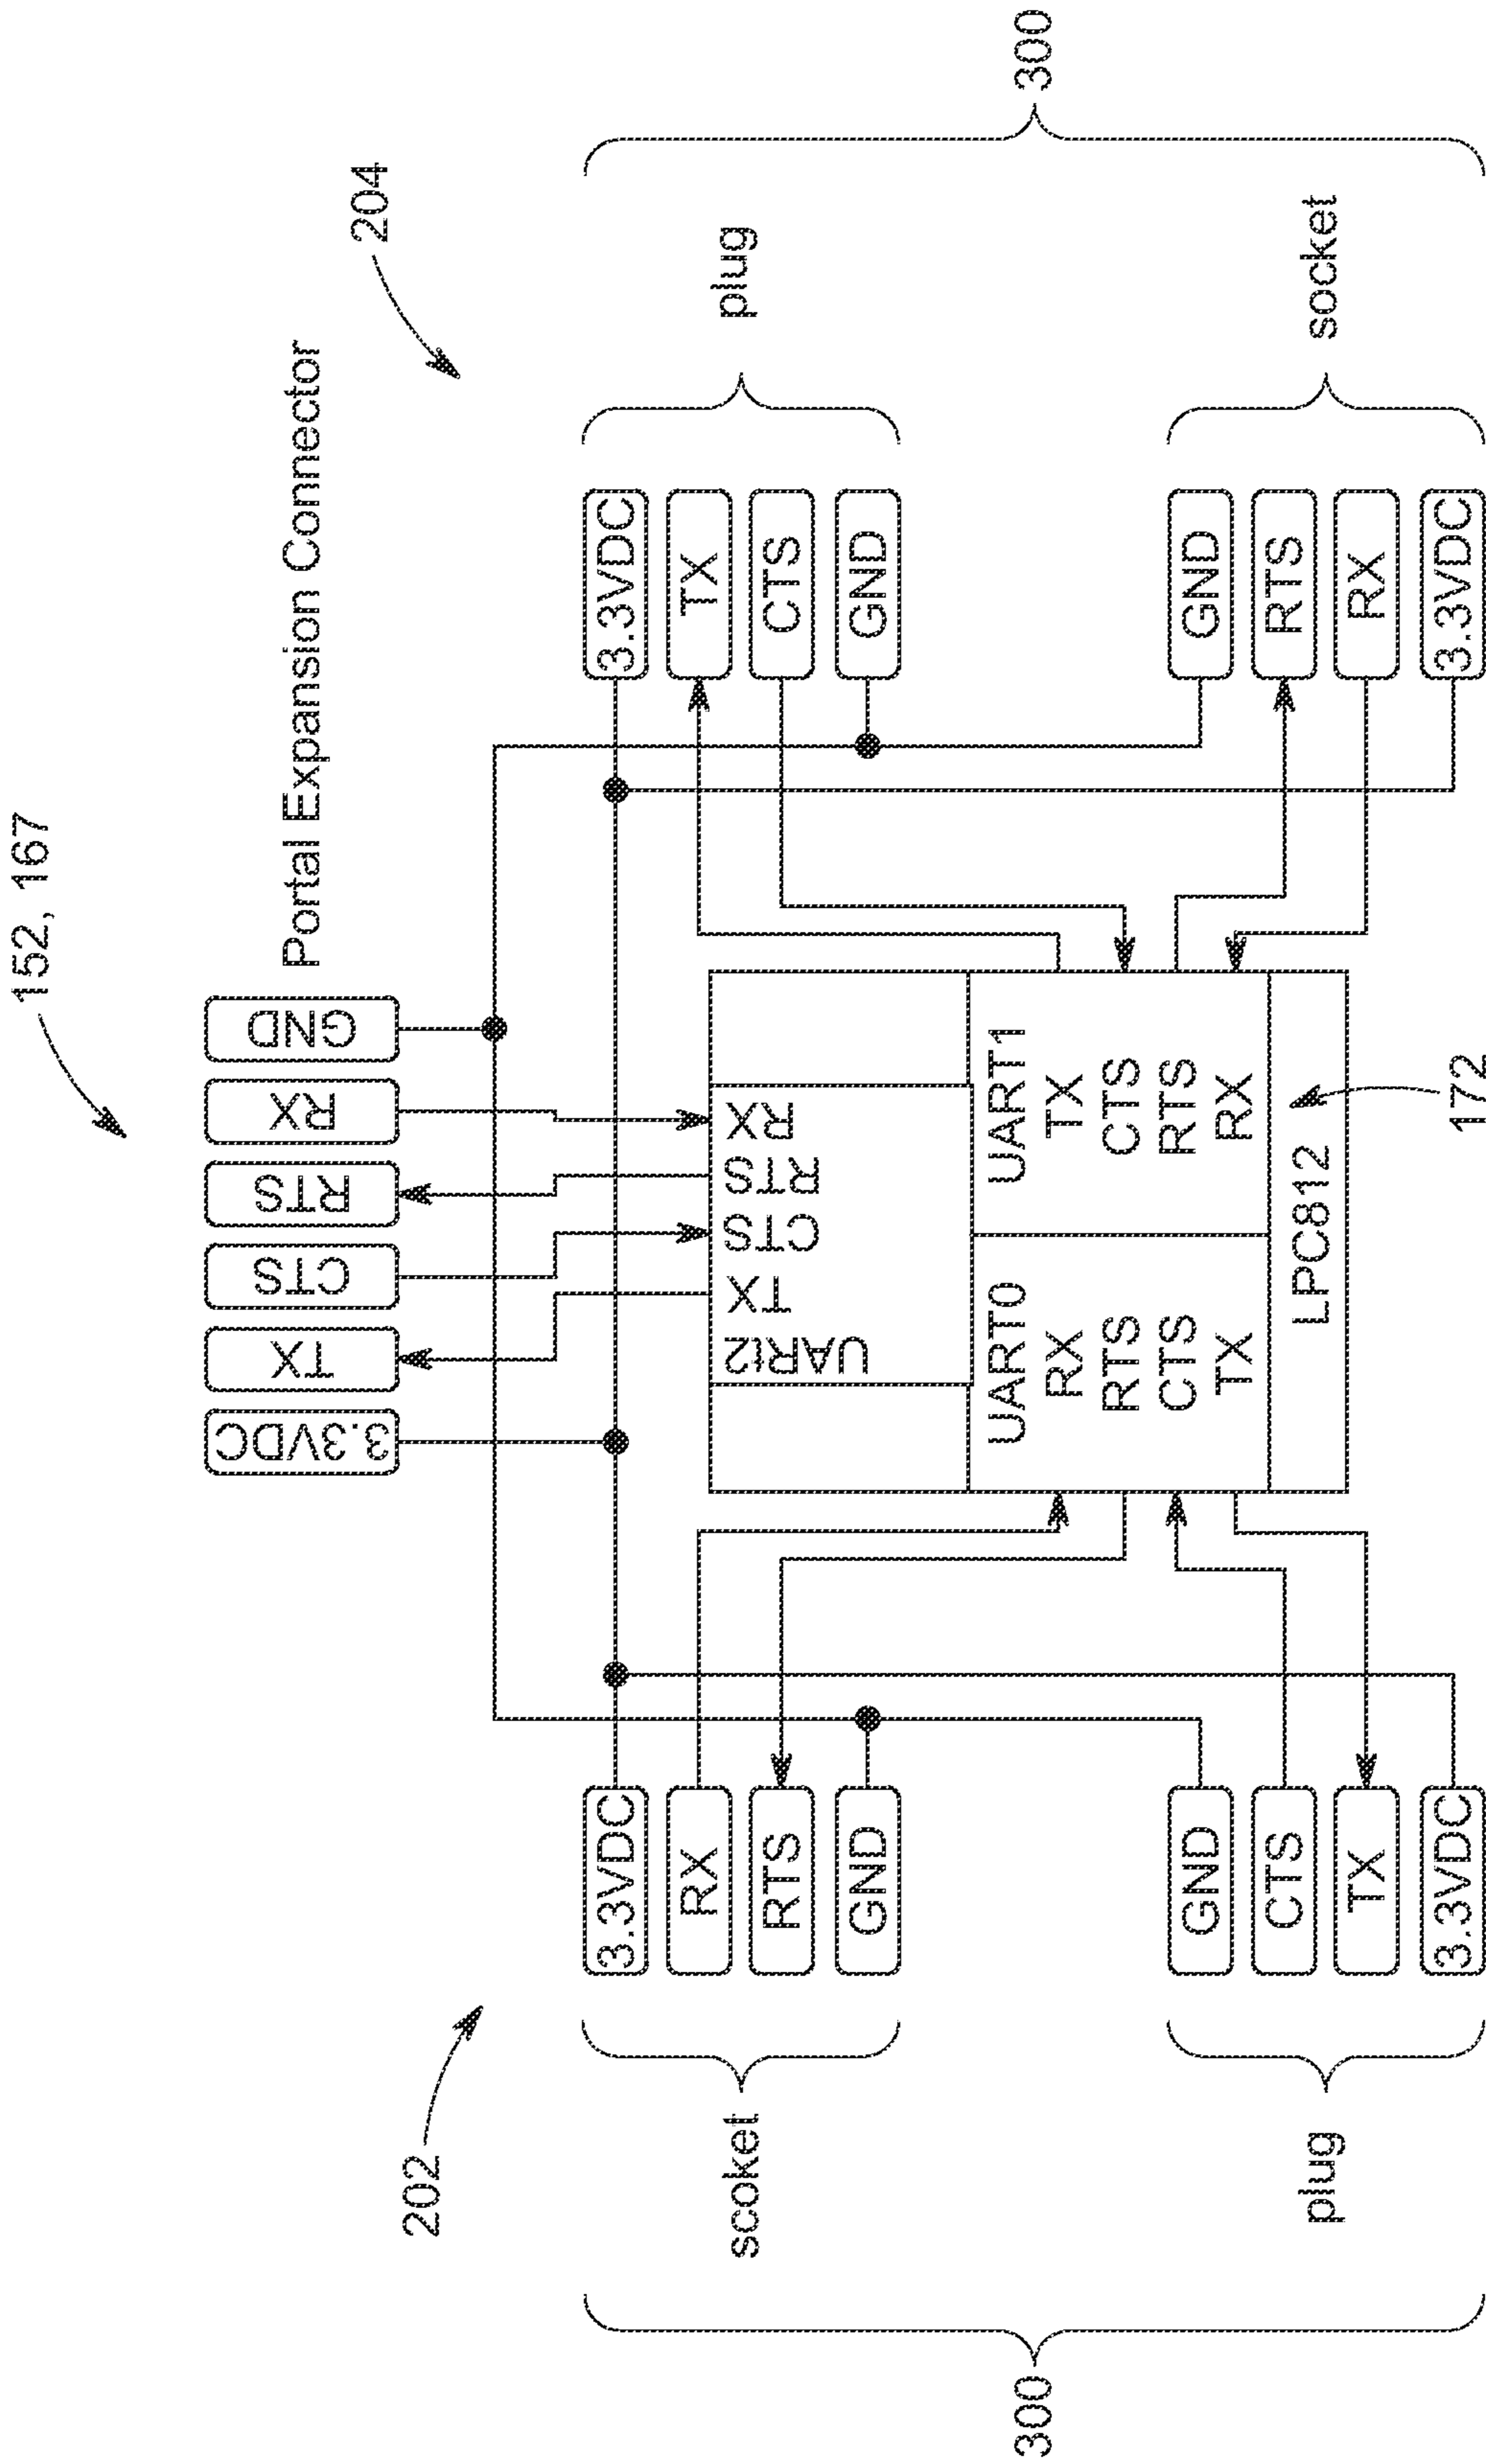 152, 167
Portal Expansion Connector
3.3VDC
TX
CTS
RTS
RX
GND
202
204
300
scoket
3.3VDC
RX
RTS
GND
plug
GND
CTS
TX
3.3VDC
UARt2
TX
CTS
RTS
RX
UART0
RX
RTS
CTS
TX
UART1
TX
CTS
RTS
RX
LPC812
172
3.3VDC
TX
CTS
GND
plug
GND
RTS
RX
3.3VDC
socket
300